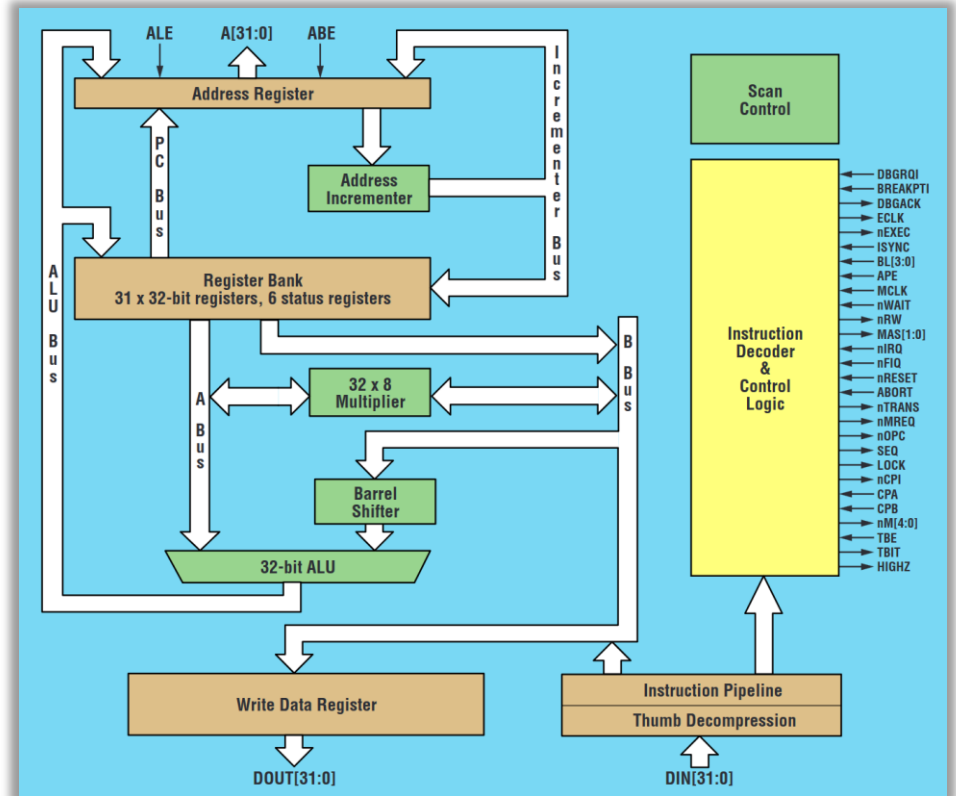 ALE
A[31:0]
ABE
Address Register
Scan
Control
Incrementer Bus
PC Bus
Address
Incrementer
Register Bank
31 x 32-bit registers, 6 status registers
ALU Bus
A Bus
B Bus
32 x 8
Multiplier
Barrel
Shifter
32-bit ALU
Write Data Register
DOUT[31:0]
Instruction
Decoder
&
Control
Logic
DBGRQI
BREAKPTI
DBGACK
ECLK
nEXEC
ISYNC
BL[3:0]
APE
MCLK
nWAIT
nRW
MAS[1:0]
nIRQ
nFIQ
nRESET
ABORT
nTRANS
nMREQ
nOPC
SEQ
LOCK
nCPI
CPA
CPB
nM[4:0]
TBE
TBIT
HIGHZ
Instruction Pipeline
Thumb Decompression
DIN[31:0]